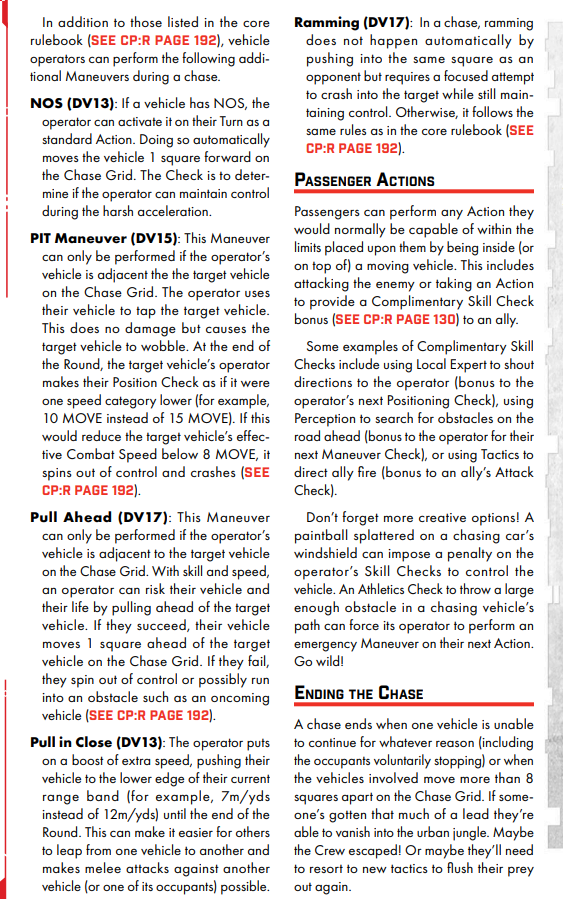 In addition to those listed in the core
rulebook (SEE CP:R PAGE 192), vehicle
operators can perform the following addi-
tional Maneuvers during a chase.
NOS (DV13): If a vehicle has NOS, the
operator can activate it on their Turn as a
standard Action. Doing so automatically
moves the vehicle 1 square forward on
the Chase Grid. The Check is to deter-
mine if the operator can maintain control
during the harsh acceleration.
PIT Maneuver (DV15): This Maneuver
can only be performed if the operator's
vehicle is adjacent the the target vehicle
on the Chase Grid. The operator uses
their vehicle to tap the target vehicle.
This does no damage but causes the
target vehicle to wobble. At the end of
the Round, the target vehicle's operator
makes their Position Check as if it were
one speed category lower (for example,
10 MOVE instead of 15 MOVE). If this
would reduce the target vehicle's effec-
tive Combat Speed below 8 MOVE, it
spins out of control and crashes (SEE
CP:R PAGE 192).
Pull Ahead (DV17): This Maneuver
can only be performed if the operator's
vehicle is adjacent to the target vehicle
on the Chase Grid. With skill and speed,
an operator can risk their vehicle and
their life by pulling ahead of the target
vehicle. If they succeed, their vehicle
moves 1 square ahead of the target
vehicle on the Chase Grid. If they fail,
they spin out of control or possibly run
into an obstacle such as an oncoming
vehicle (SEE CP:R PAGE 192).
Pull in Close (DV13): The operator puts
on a boost of extra speed, pushing their
vehicle to the lower edge of their current
range band (for example, 7m/yds
instead of 12m/yds) until the end of the
Round. This can make it easier for others
to leap from one vehicle to another and
makes melee attacks against another
vehicle (or one of its occupants) possible.
Ramming (DV17): In a chase, ramming
does not happen automatically by
pushing into the same square as an
opponent but requires a focused attempt
to crash into the target while still main-
taining control. Otherwise, it follows the
same rules as in the core rulebook (SEE
CP:R PAGE 192).
Passenger Actions
Passengers can perform any Action they
would normally be capable of within the
limits placed upon them by being inside (or
on top of) a moving vehicle. This includes
attacking the enemy or taking an Action
to provide a Complimentary Skill Check
bonus (SEE CP:R PAGE 130) to an ally.
Some examples of Complimentary Skill
Checks include using Local Expert to shout
directions to the operator (bonus to the
operator's next Positioning Check), using
Perception to search for obstacles on the
road ahead (bonus to the operator for their
next Maneuver Check), or using Tactics to
direct ally fire (bonus to an ally's Attack
Check).
Don't forget more creative options! A
paintball splattered on a chasing car's
windshield can impose a penalty on the
operator's Skill Checks to control the
vehicle. An Athletics Check to throw a large
enough obstacle in a chasing vehicle's
path can force its operator to perform an
emergency Maneuver on their next Action.
Go wild!
Ending the Chase
A chase ends when one vehicle is unable
to continue for whatever reason (including
the occupants voluntarily stopping) or when
the vehicles involved move more than 8
squares apart on the Chase Grid. If some-
one's gotten that much of a lead they're
able to vanish into the urban jungle. Maybe
the Crew escaped! Or maybe they'll need
to resort to new tactics to flush their prey
out again.